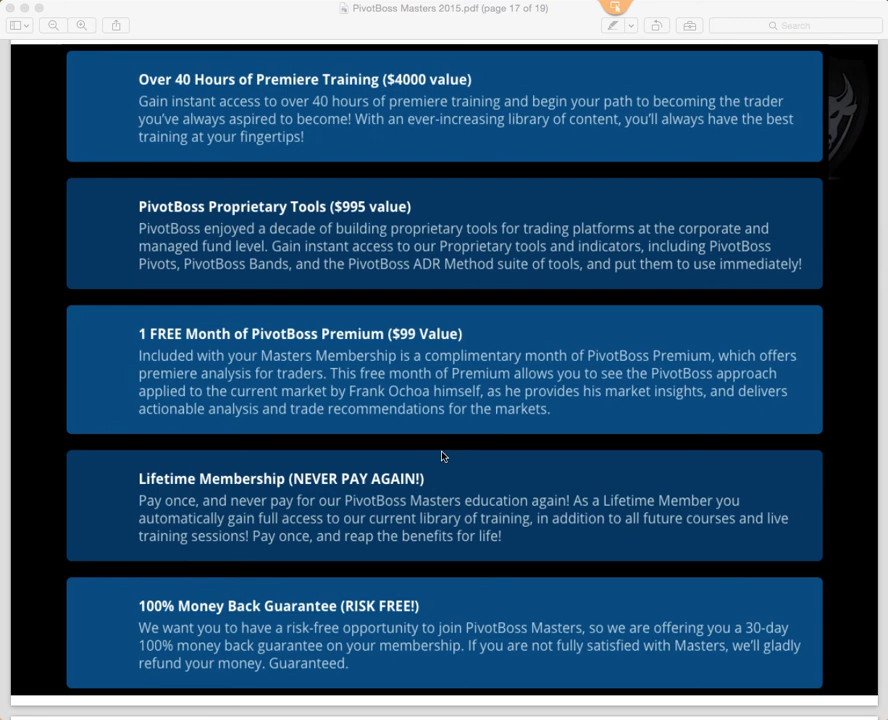 PivotBoss Masters 2015.pdf (page 17 of 19)
Search
Over 40 Hours of Premiere Training ($4000 value)
Gain instant access to over 40 hours of premiere training and begin your path to becoming the trader
you've always aspired to become! With an ever-increasing library of content, you'll always have the best
training at your fingertips!
PivotBoss Proprietary Tools ($995 value)
PivotBoss enjoyed a decade of building proprietary tools for trading platforms at the corporate and
managed fund level. Gain instant access to our Proprietary tools and indicators, including PivotBoss
Pivots, PivotBoss Bands, and the PivotBoss ADR Method suite of tools, and put them to use immediately!
1 FREE Month of PivotBoss Premium ($99 Value)
Included with your Masters Membership is a complimentary month of PivotBoss Premium, which offers
premiere analysis for traders. This free month of Premium allows you to see the PivotBoss approach
applied to the current market by Frank Ochoa himself, as he provides his market insights, and delivers
actionable analysis and trade recommendations for the markets.
Lifetime Membership (NEVER PAY AGAIN!)
Pay once, and never pay for our PivotBoss Masters education again! As a Lifetime Member you
automatically gain full access to our current library of training, in addition to all future courses and live
training sessions! Pay once, and reap the benefits for life!
100% Money Back Guarantee (RISK FREE!)
We want you to have a risk-free opportunity to join PivotBoss Masters, so we are offering you a 30-day
100% money back guarantee on your membership. If you are not fully satisfied with Masters, we'll gladly
refund your money. Guaranteed.